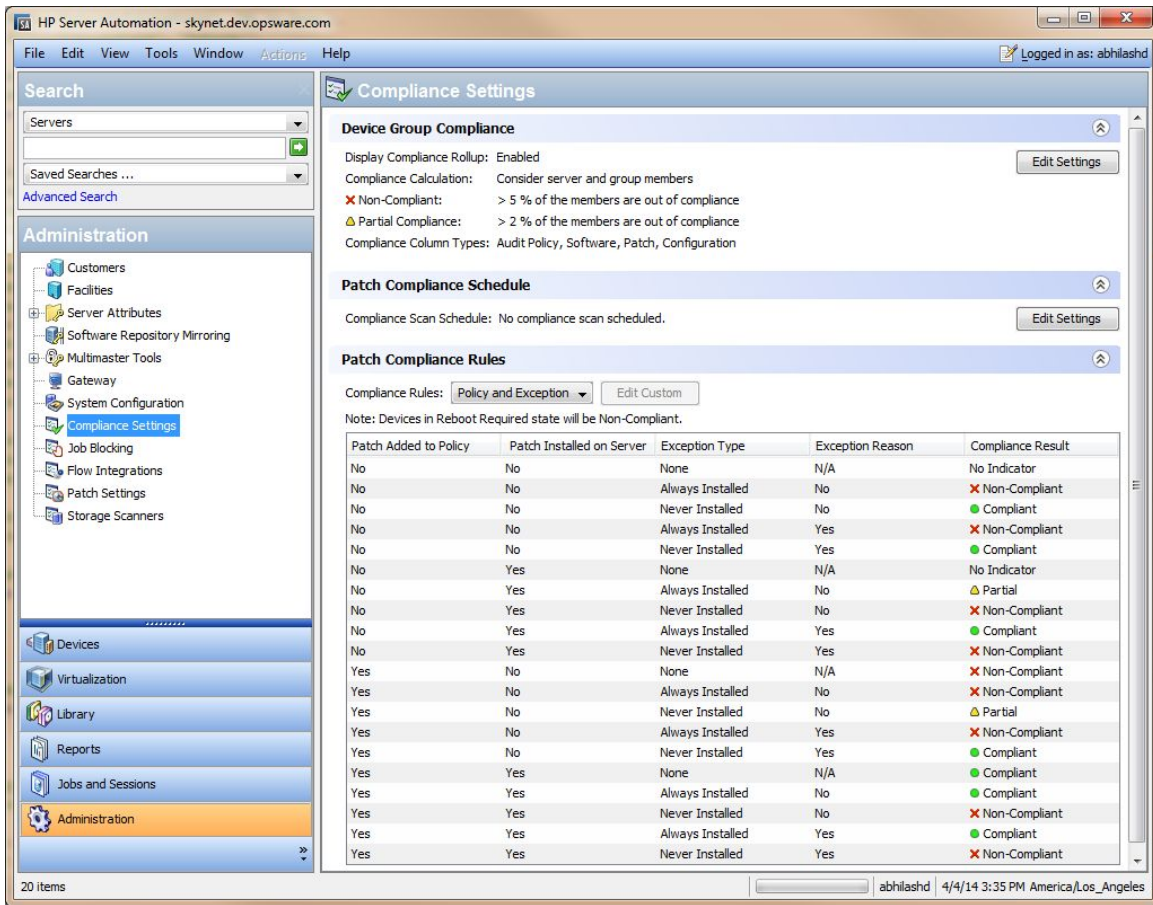 HP Server Automation - skynet.dev.opsware.com
File Edit View Tools Window Actions Help
Logged in as: abhilashd
Search
Servers
Saved Searches ...
Advanced Search
Administration
Customers
Facilities
Server Attributes
Software Repository Mirroring
Multimaster Tools
Gateway
System Configuration
Compliance Settings
Job Blocking
Flow Integrations
Patch Settings
Storage Scanners
Devices
Virtualization
Library
Reports
Jobs and Sessions
Administration
Compliance Settings
Device Group Compliance
Display Compliance Rollup: Enabled
Edit Settings
Compliance Calculation: Consider server and group members
Non-Compliant: > 5 % of the members are out of compliance
Partial Compliance: > 2 % of the members are out of compliance
Compliance Column Types: Audit Policy, Software, Patch, Configuration
Patch Compliance Schedule
Compliance Scan Schedule: No compliance scan scheduled.
Edit Settings
Patch Compliance Rules
Compliance Rules: Policy and Exception Edit Custom
Note: Devices in Reboot Required state will be Non-Compliant.
Patch Added to Policy Patch Installed on Server Exception Type Exception Reason Compliance Result
No No None N/A No Indicator
No No Always Installed No Non-Compliant
No No Never Installed No Compliant
No No Always Installed Yes Non-Compliant
No No Never Installed Yes Compliant
No Yes None N/A No Indicator
No Yes Always Installed No Partial
No Yes Never Installed No Non-Compliant
No Yes Always Installed Yes Compliant
No Yes Never Installed Yes Non-Compliant
Yes No None N/A Non-Compliant
Yes No Always Installed No Non-Compliant
Yes No Never Installed No Partial
Yes No Always Installed Yes Non-Compliant
Yes No Never Installed Yes Compliant
Yes Yes None N/A Compliant
Yes Yes Always Installed No Compliant
Yes Yes Never Installed No Non-Compliant
Yes Yes Always Installed Yes Compliant
Yes Yes Never Installed Yes Non-Compliant
20 items
abhilashd 4/4/14 3:35 PM America/Los_Angeles